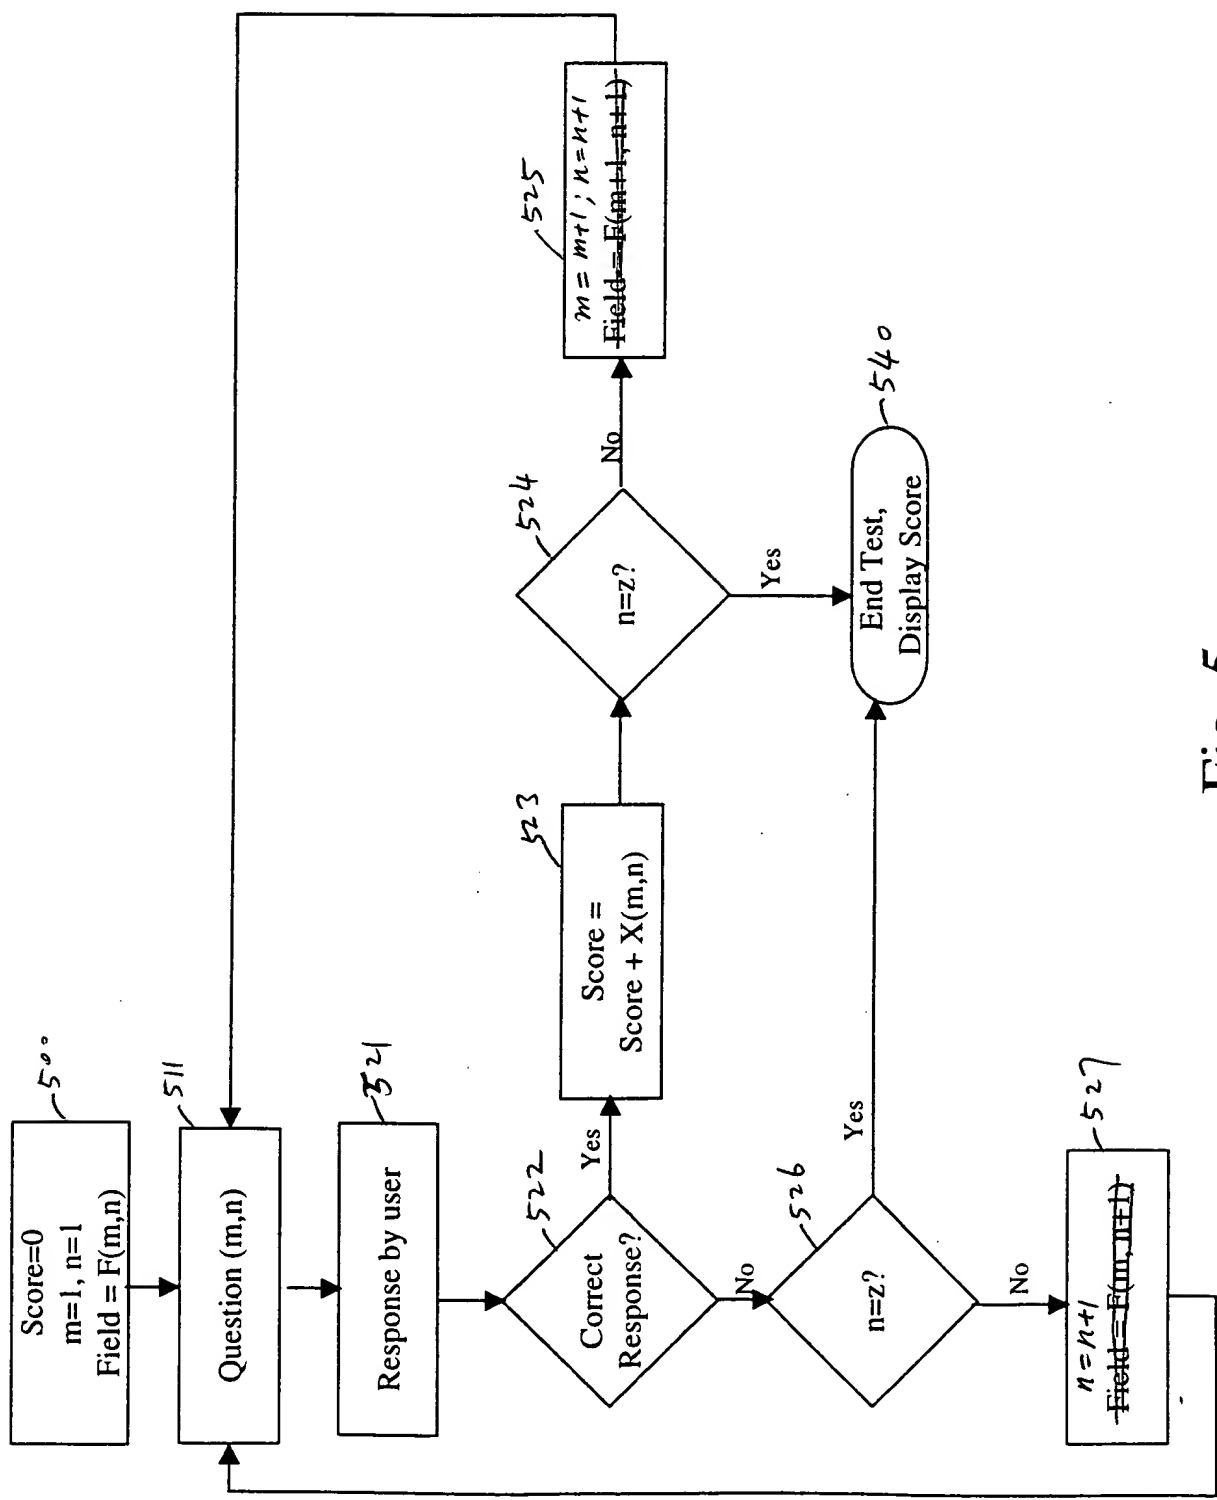 500
Score=0
m=1, n=1
Field = F(m,n)
511
Question (m,n)
521
Response by user
522
Correct
Response?
Yes
No
523
Score =
Score + X(m,n)
524
n=z?
No
Yes
525
m = m+1 ; n = n+1
Field = F(m+1, n+1)
526
n=z?
Yes
No
527
n = n+1
Field = F(m, n+1)
540
End Test,
Display Score
Fig. 5